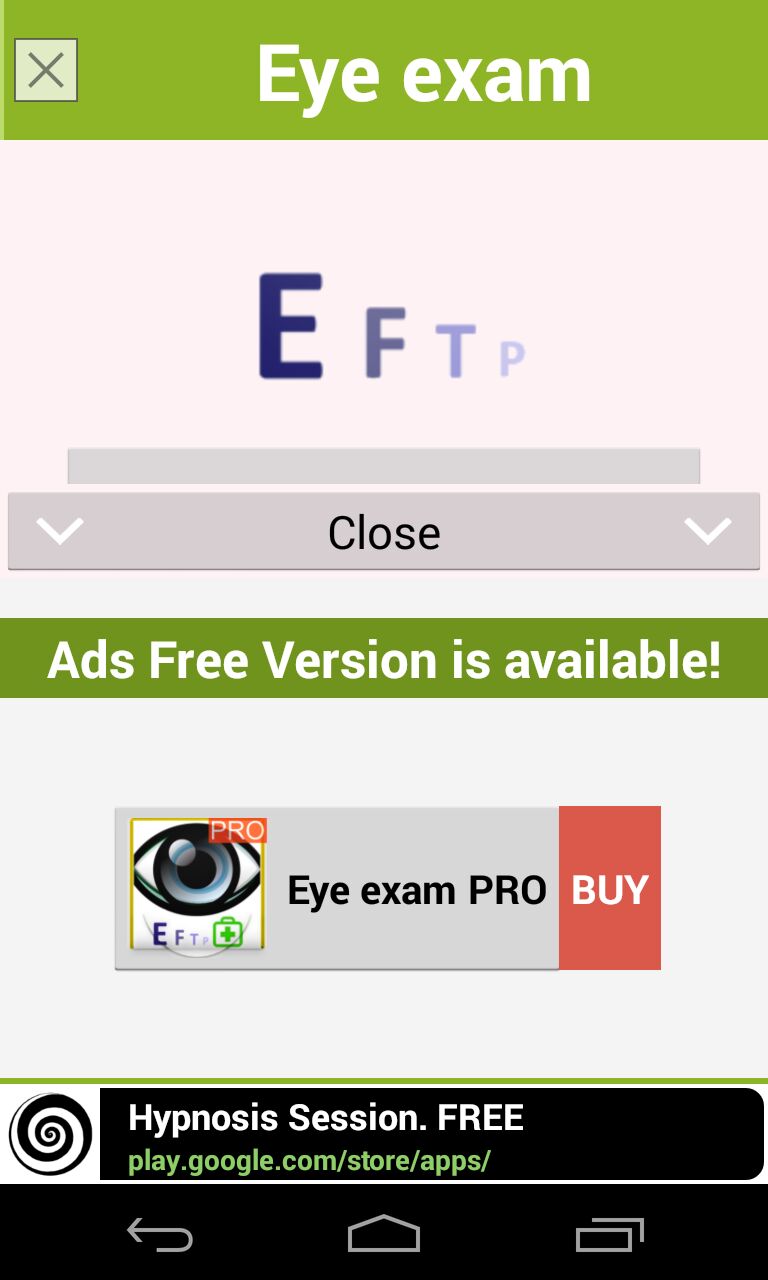 Eye exam
E F T P
Close
Ads Free Version is available!
PRO
E F T P
Eye exam PRO
BUY
Hypnosis Session. FREE
play.google.com/store/apps/